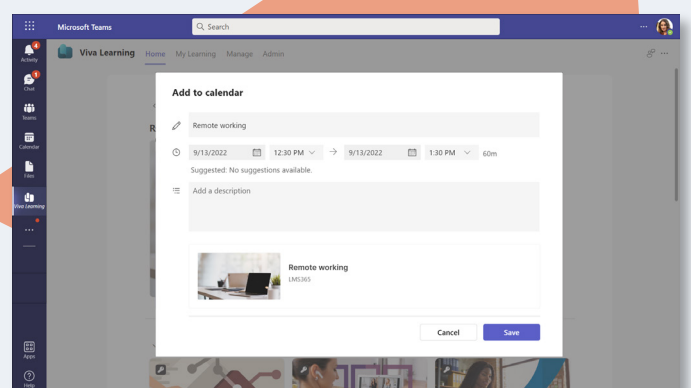 Microsoft Teams
Search
4
Activity
Viva Learning
Home
My Learning
Manage
Admin
1
Chat
Teams
Calendar
Files
Viva Learning
Apps
Help
R
Add to calendar
Remote working
9/13/2022
12:30 PM
9/13/2022
1:30 PM
60m
Suggested: No suggestions available.
Add a description
Remote working
LMS365
Cancel
Save